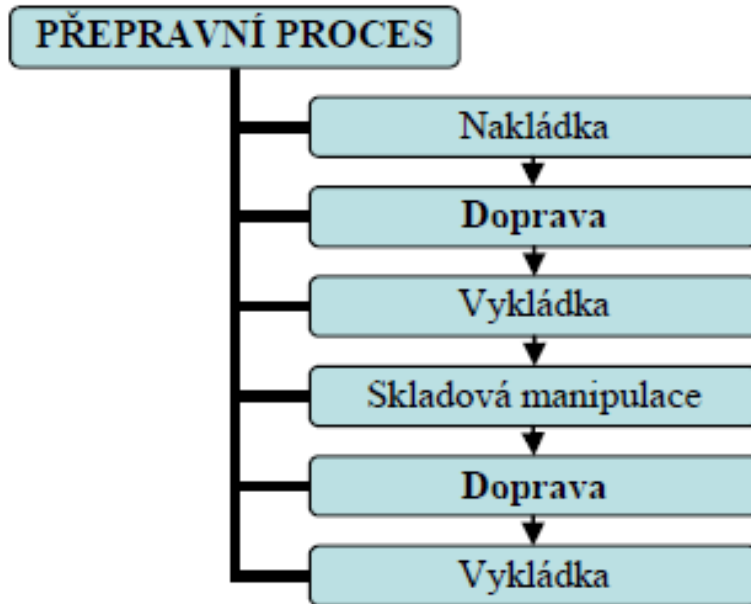 PŘEPRAVNÍ PROCES
Nakládka
Doprava
Vykládka
Skladová manipulace
Doprava
Vykládka